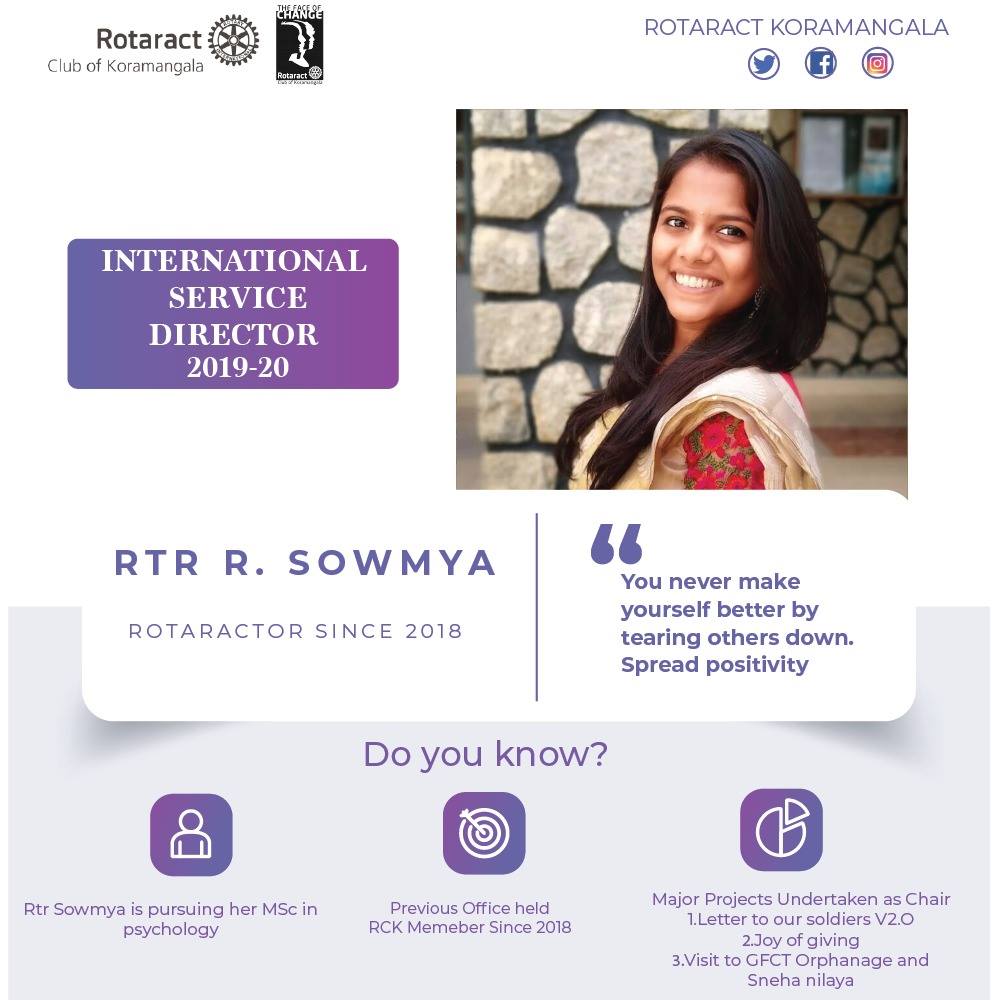 Rotaract
Club of Koramangala
THE FACE OF
CHANGE
Rotaract
Club of Koramangala
ROTARACT KORAMANGALA
INTERNATIONAL
SERVICE
DIRECTOR
2019-20
RTR R. SOWMYA
ROTARACTOR SINCE 2018
“
You never make
yourself better by
tearing others down.
Spread positivity
Do you know?
Rtr Sowmya is pursuing her MSc in
psychology
Previous Office held
RCK Memeber Since 2018
Major Projects Undertaken as Chair
1.Letter to our soldiers V2.O
2.Joy of giving
3.Visit to GFCT Orphanage and
Sneha nilaya